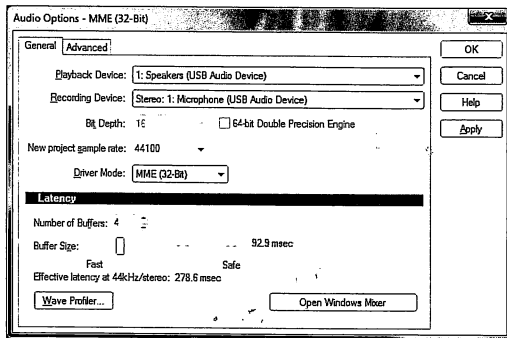 Audio Options - MME (32-Bit)
General Advanced
OK
Playback Device: 1: Speakers (USB Audio Device)
Cancel
Recording Device: Stereo: 1: Microphone (USB Audio Device)
Help
Bit Depth: 16 64-bit Double Precision Engine
Apply
New project sample rate: 44100
Driver Mode: MME (32-Bit)
Latency
Number of Buffers: 4
Buffer Size: 92.9 msec
Fast Safe
Effective latency at 44kHz/stereo: 278.6 msec
Wave Profiler... Open Windows Mixer